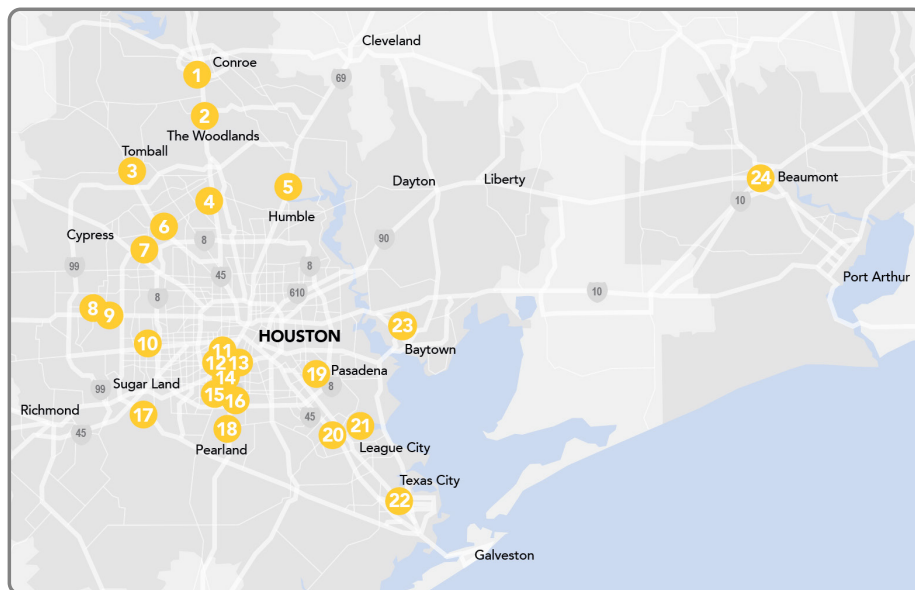 Cleveland
Conroe
1
69
2
The Woodlands
Tomball
3
5
Dayton
Liberty
24
Beaumont
4
10
Humble
6
Cypress
8
90
7
99
45
8
Port Arthur
610
10
8
8
9
HOUSTON
23
10
11
Baytown
12
13
14
19
Pasadena
8
Sugar Land
99
15
16
Richmond
17
45
45
18
20
21
Pearland
League City
Texas City
22
Galveston